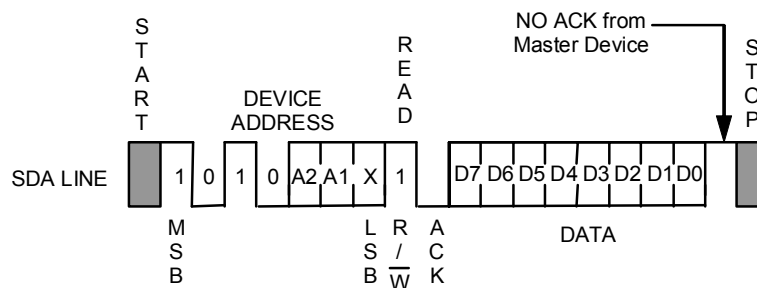 NO ACK from
Master Device
START
READ
STOP
DEVICE
ADDRESS
SDA LINE
1 0 1 0 A2 A1 X 1 D7 D6 D5 D4 D3 D2 D1 D0
MSB
LSB
R/W
ACK
DATA